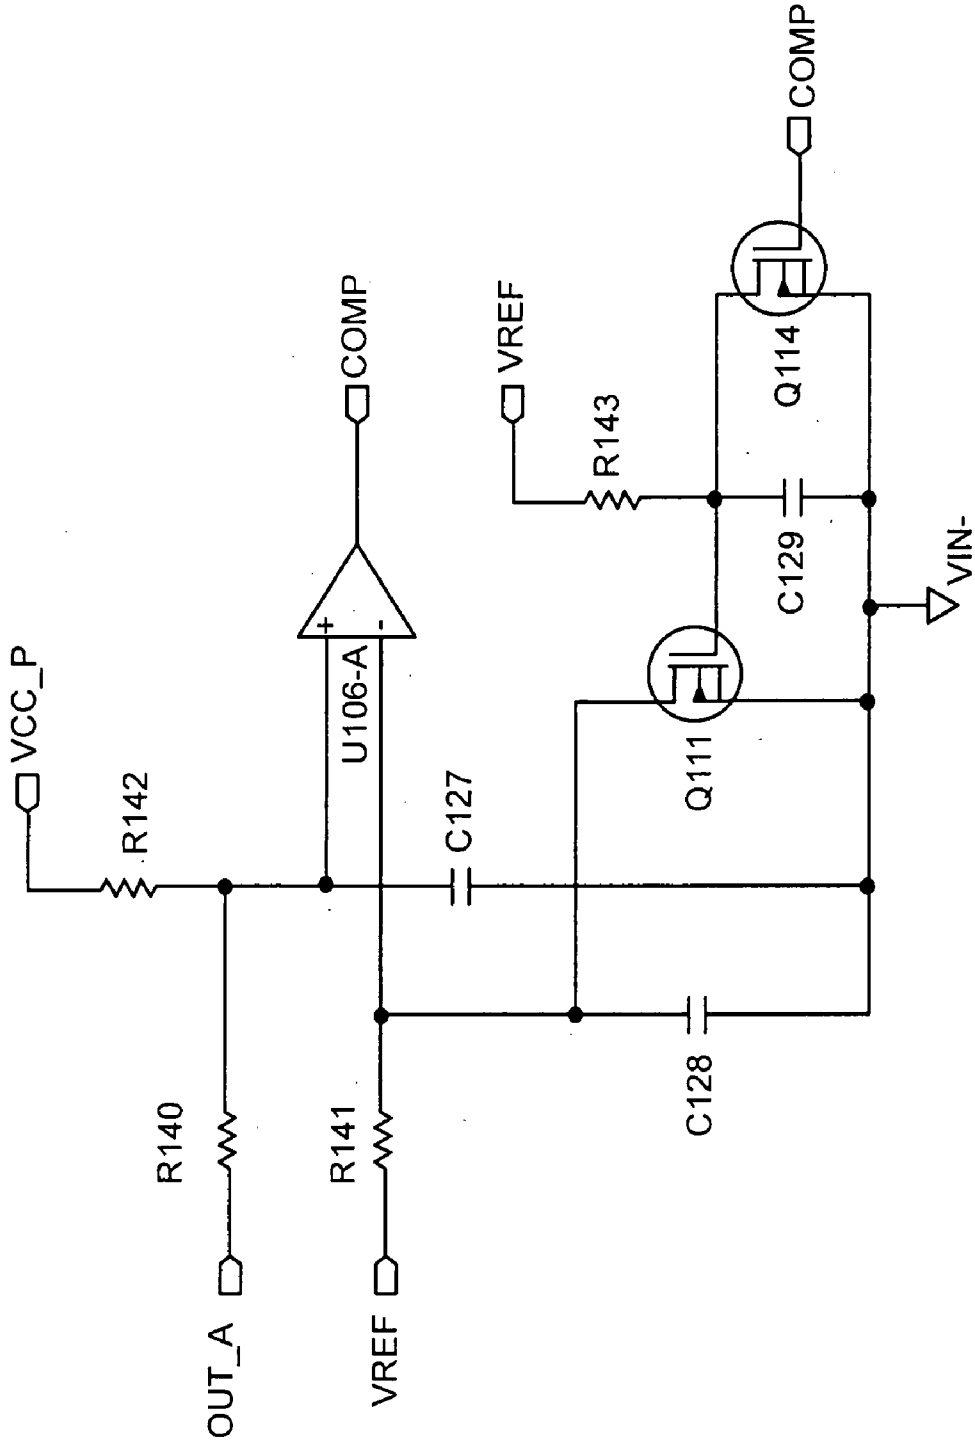 VCC_P
R142
COMP
OUT_A
R140
+
-
U106-A
VREF
R141
C127
VREF
R143
COMP
Q111
C128
C129
Q114
VIN-